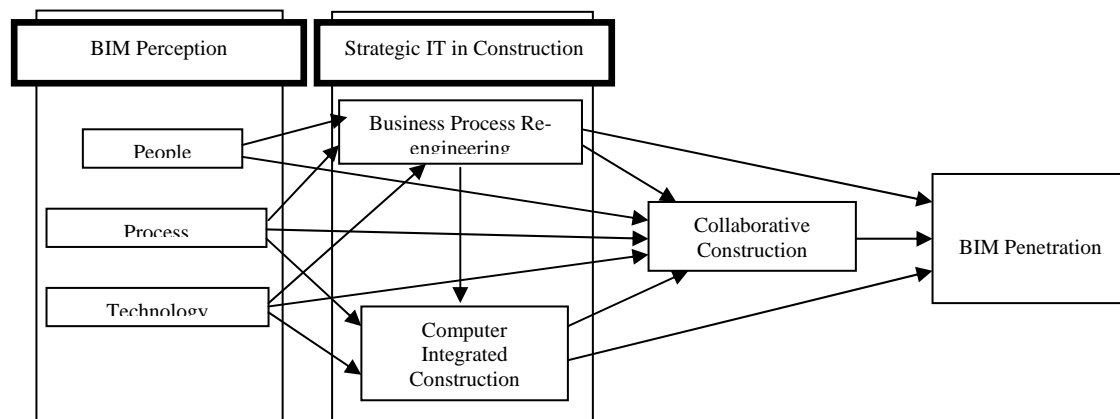 BIM Perception
Strategic IT in Construction
People
Process
Technology
Business Process Re-
engineering
Computer
Integrated
Construction
Collaborative
Construction
BIM Penetration